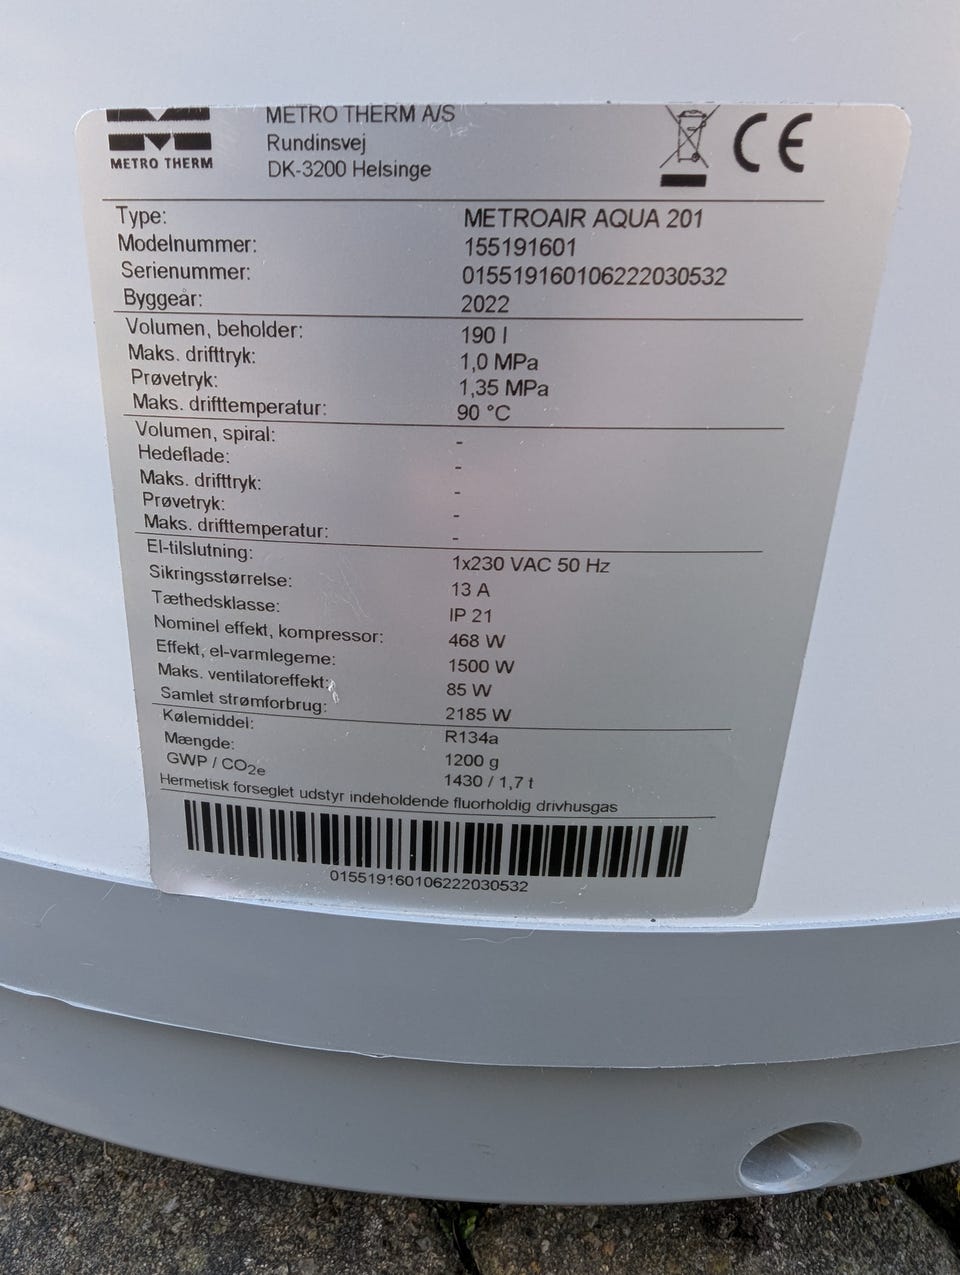 METRO THERM
METRO THERM A/S
Rundinsvej
DK-3200 Helsinge
CE
Type: METROAIR AQUA 201
Modelnummer: 155191601
Serienummer: 015519160106222030532
Byggeår: 2022
Volumen, beholder: 190 l
Maks. drifttryk: 1,0 MPa
Prøvetryk: 1,35 MPa
Maks. drifttemperatur: 90 °C
Volumen, spiral: -
Hedeflade: -
Maks. drifttryk: -
Prøvetryk: -
Maks. drifttemperatur: -
El-tilslutning: 1x230 VAC 50 Hz
Sikringsstørrelse: 13 A
Tæthedsklasse: IP 21
Nominel effekt, kompressor: 468 W
Effekt, el-varmlegeme: 1500 W
Maks. ventilatoreffekt: 85 W
Samlet strømforbrug: 2185 W
Kølemiddel: R134a
Mængde: 1200 g
GWP / CO2e 1430 / 1,7 t
Hermetisk forseglet udstyr indeholdende fluorholdig drivhusgas
015519160106222030532